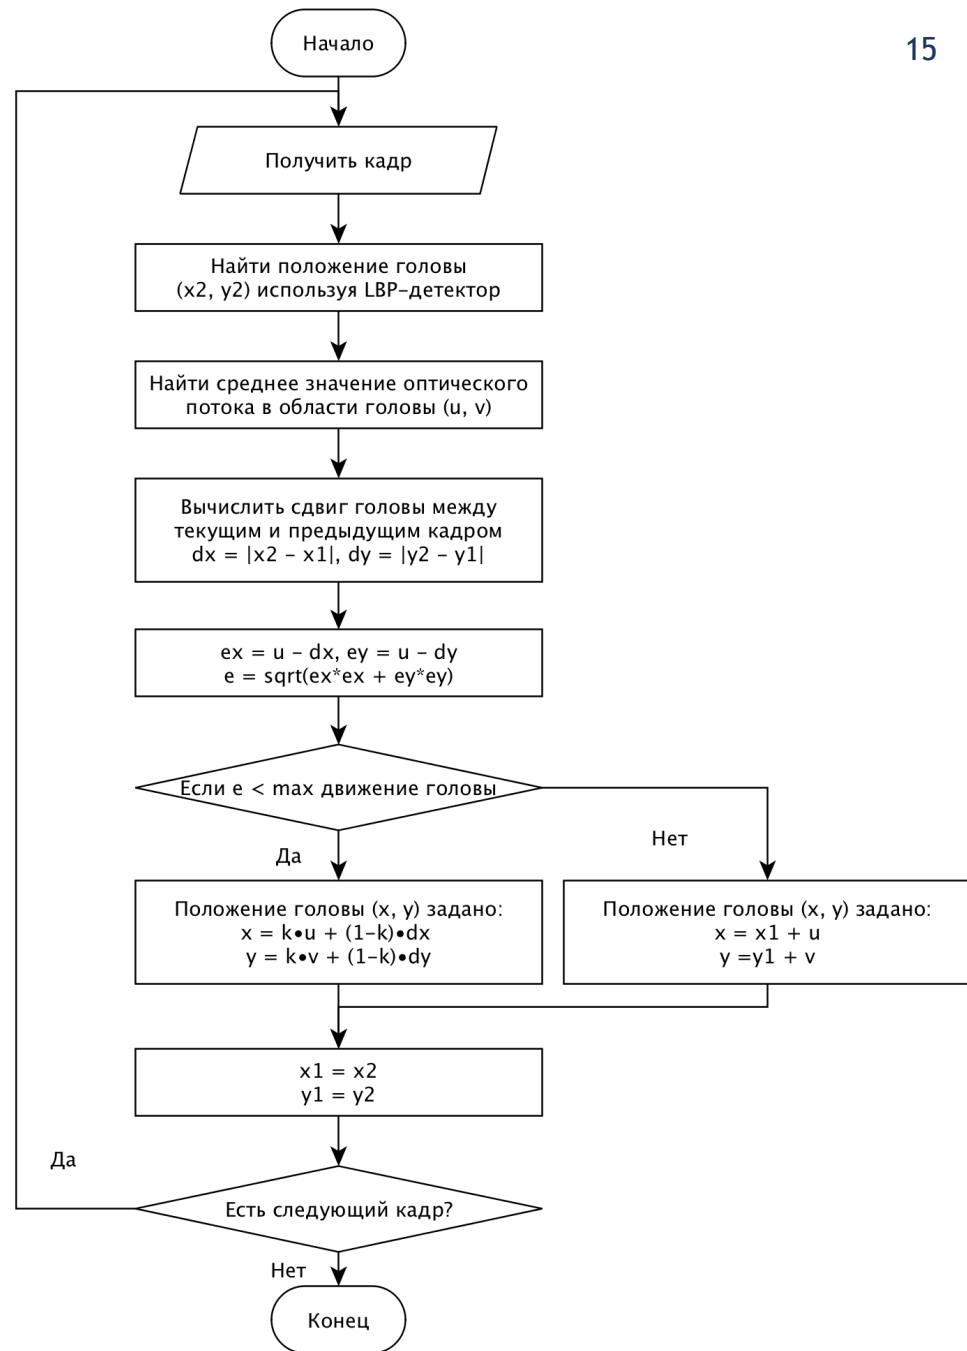 Начало
15
Получить кадр
Найти положение головы
(x2, y2) используя LBP-детектор
Найти среднее значение оптического
потока в области головы (u, v)
Вычислить сдвиг головы между
текущим и предыдущим кадром
dx = |x2 - x1|, dy = |y2 - y1|
ex = u - dx, ey = u - dy
e = sqrt(ex*ex + ey*ey)
Если e < max движение головы
Да
Нет
Положение головы (x, y) задано:
x = k•u + (1-k)•dx
y = k•v + (1-k)•dy
Положение головы (x, y) задано:
x = x1 + u
y =y1 + v
x1 = x2
y1 = y2
Да
Есть следующий кадр?
Нет
Конец